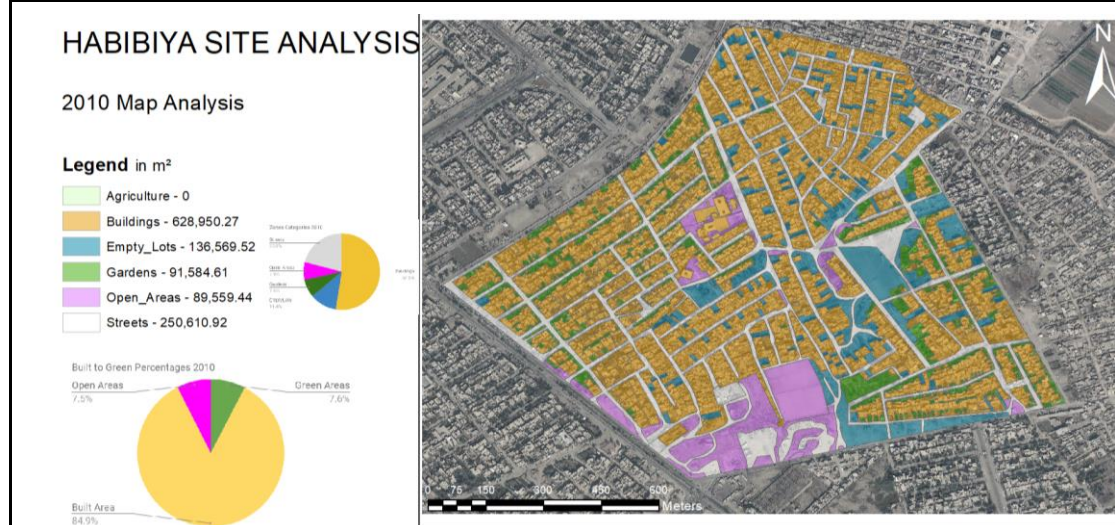 HABIBIYA SITE ANALYSIS
2010 Map Analysis
Legend in m²
Agriculture - 0
Buildings - 628,950.27
Empty_Lots - 136,569.52
Gardens - 91,584.61
Open_Areas - 89,559.44
Streets - 250,610.92
Built to Green Percentages 2010
Open Areas
7.5%
Green Areas
7.6%
Built Area
84.9%
N
0 75 150 300 450 600
Meters